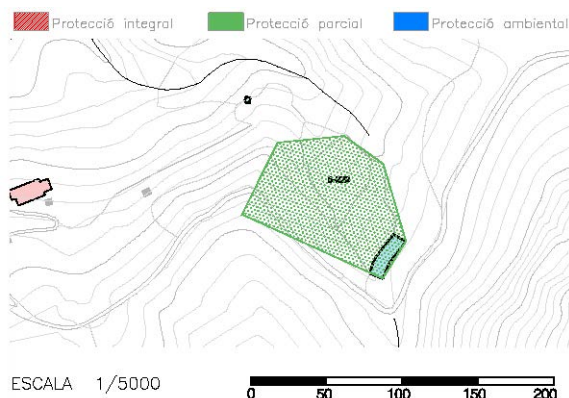 Protecció integral
Protecció parcial
Protecció ambiental
ESCALA 1/5000
0 50 100 150 200